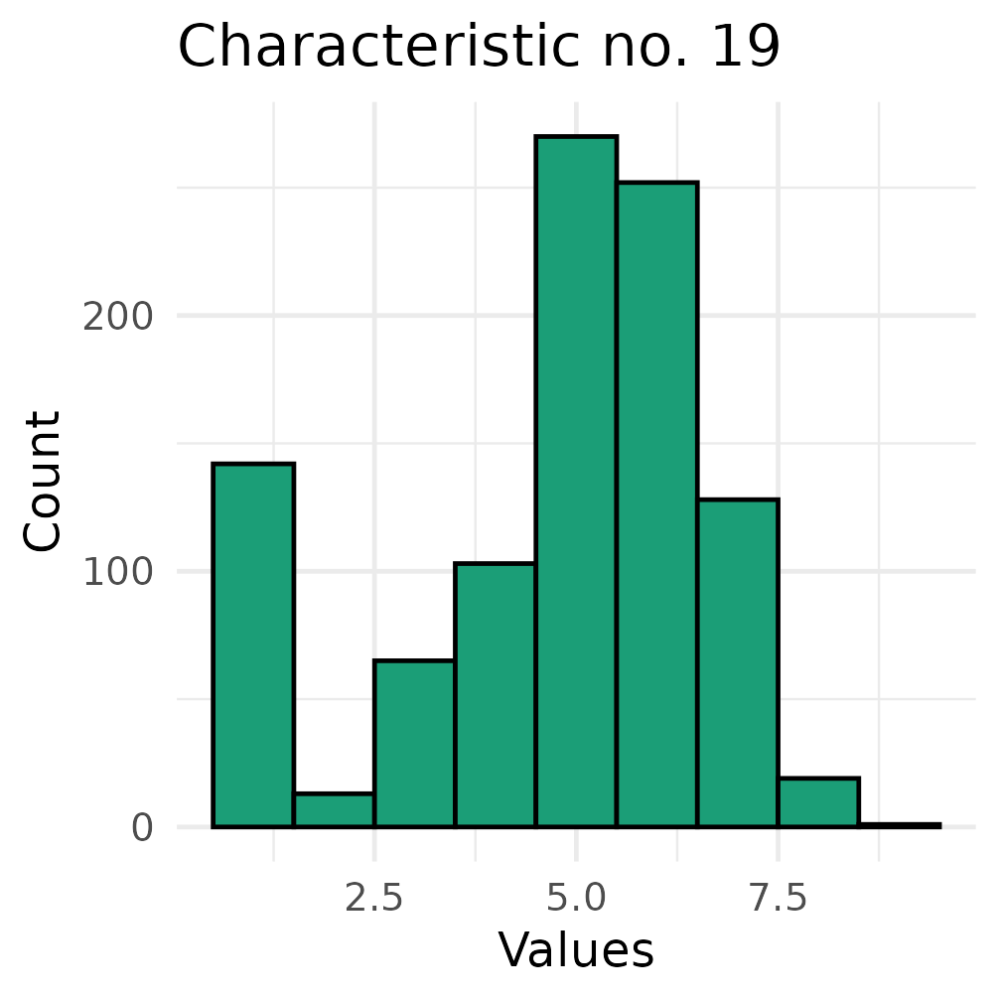 Characteristic no. 19
Count
200
100
0
2.5 5.0 7.5
Values